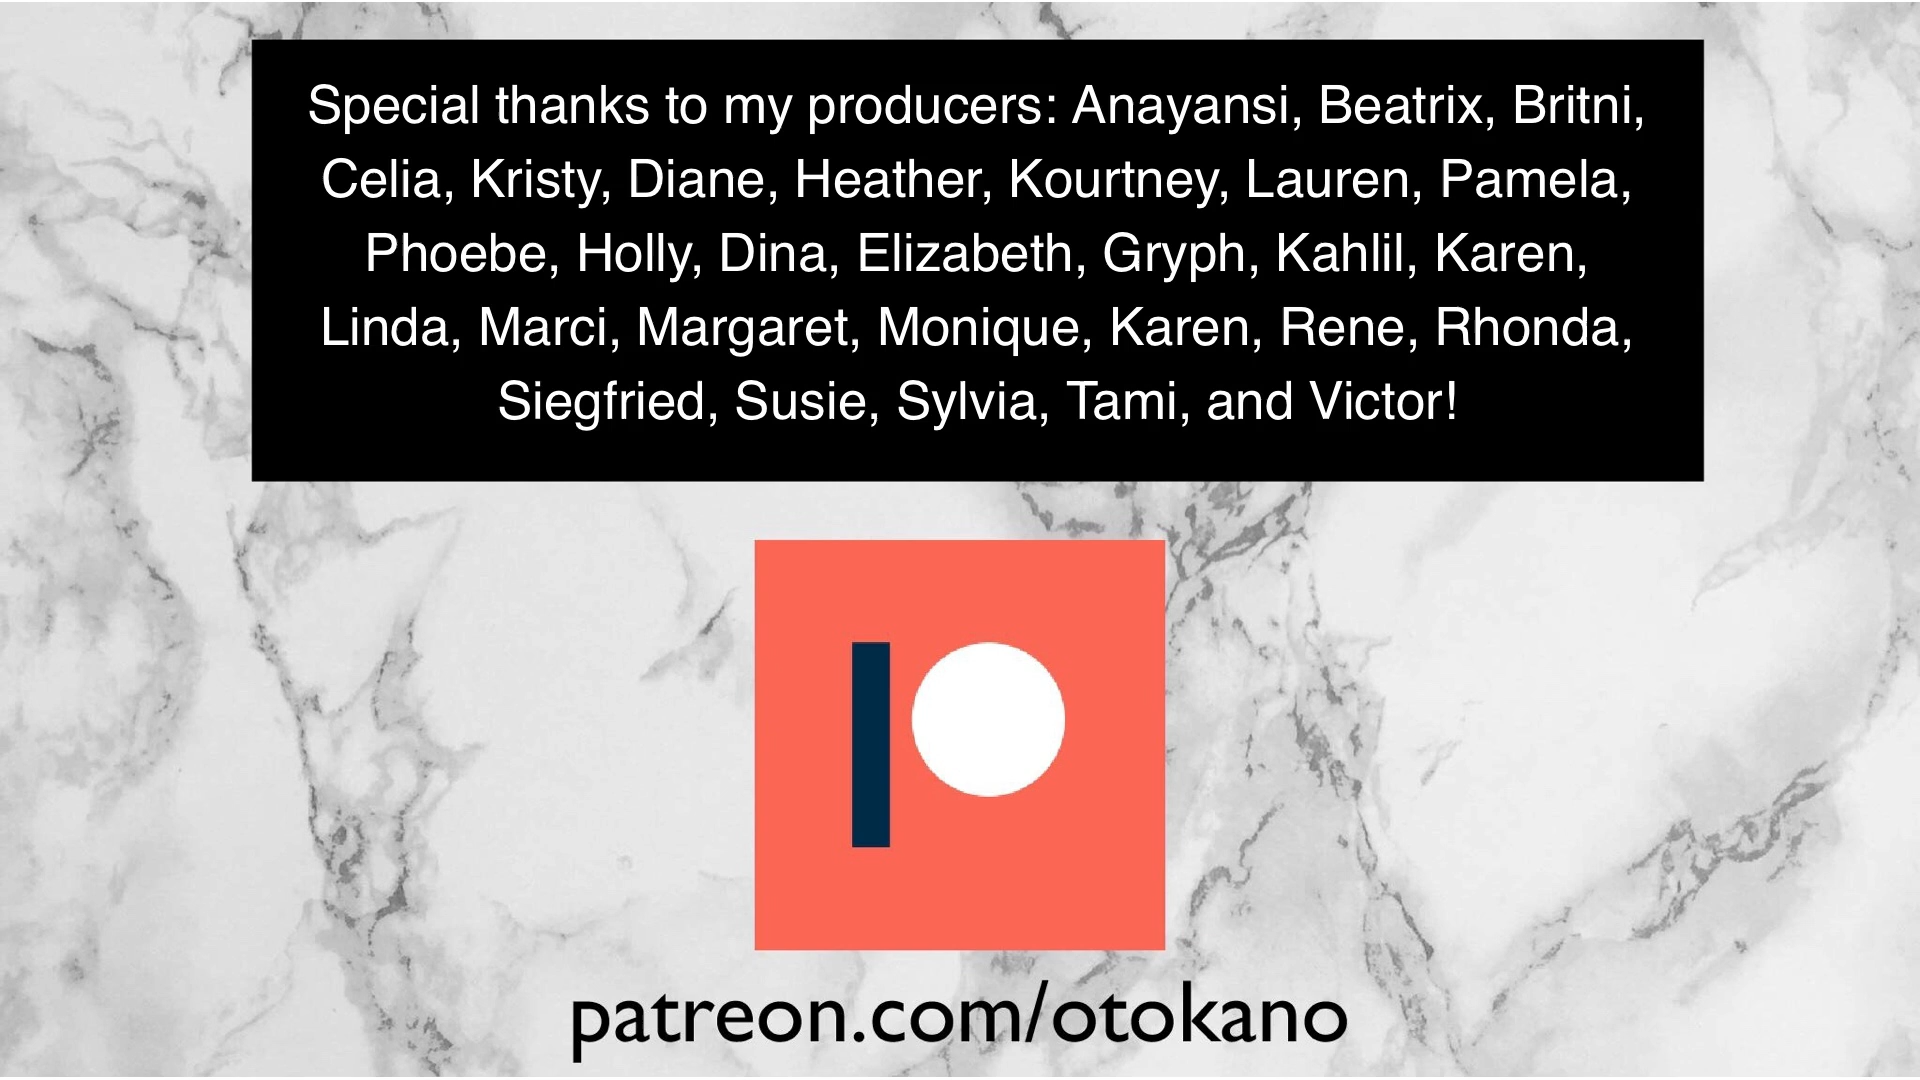 Special thanks to my producers: Anayansi, Beatrix, Britni,
Celia, Kristy, Diane, Heather, Kourtney, Lauren, Pamela,
Phoebe, Holly, Dina, Elizabeth, Gryph, Kahlil, Karen,
Linda, Marci, Margaret, Monique, Karen, Rene, Rhonda,
Siegfried, Susie, Sylvia, Tami, and Victor!
patreon.com/otokano